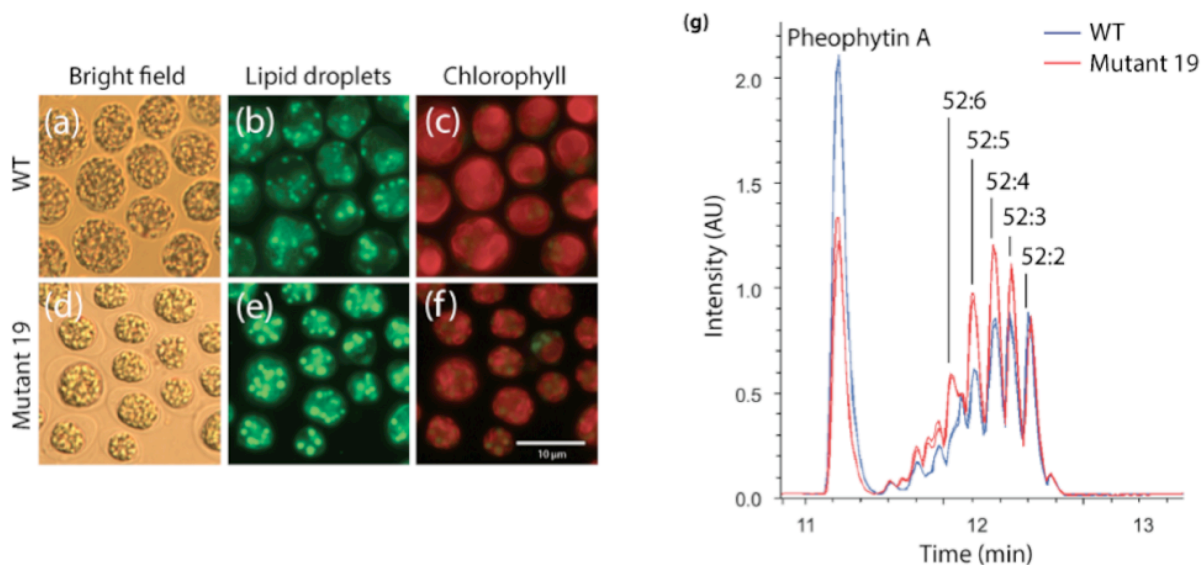 Bright field
Lipid droplets
Chlorophyll
WT
(a)
(b)
(c)
Mutant 19
(d)
(e)
(f)
10 µm
(g)
WT
Mutant 19
Pheophytin A
52:6
52:5
52:4
52:3
52:2
Intensity (AU)
2.0
1.5
1.0
0.5
0.0
11
12
13
Time (min)